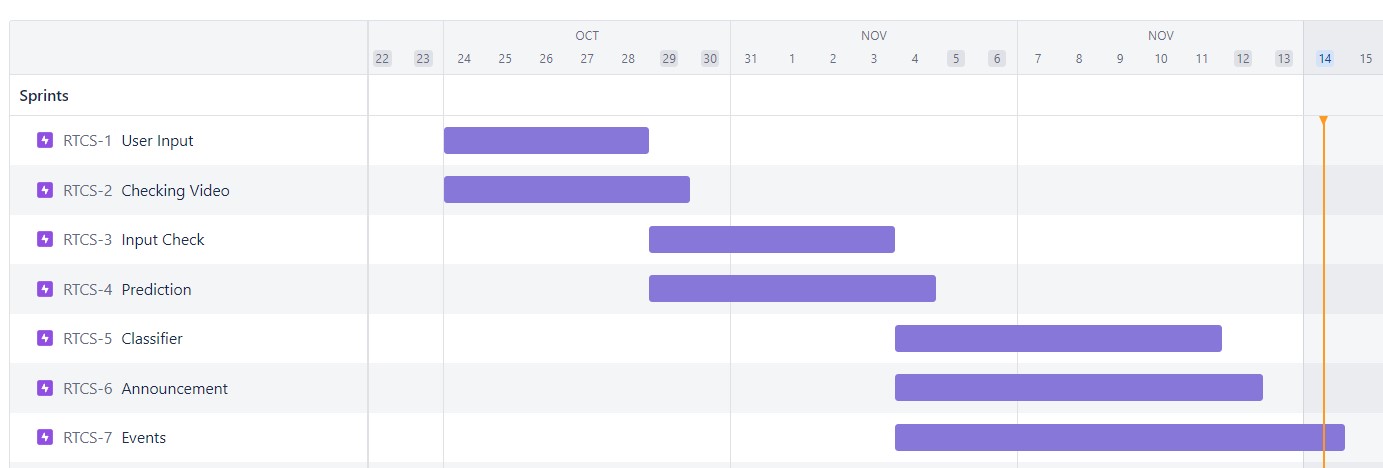 OCT NOV NOV
22 23 24 25 26 27 28 29 30 31 1 2 3 4 5 6 7 8 9 10 11 12 13 14 15
Sprints
RTCS-1 User Input
RTCS-2 Checking Video
RTCS-3 Input Check
RTCS-4 Prediction
RTCS-5 Classifier
RTCS-6 Announcement
RTCS-7 Events